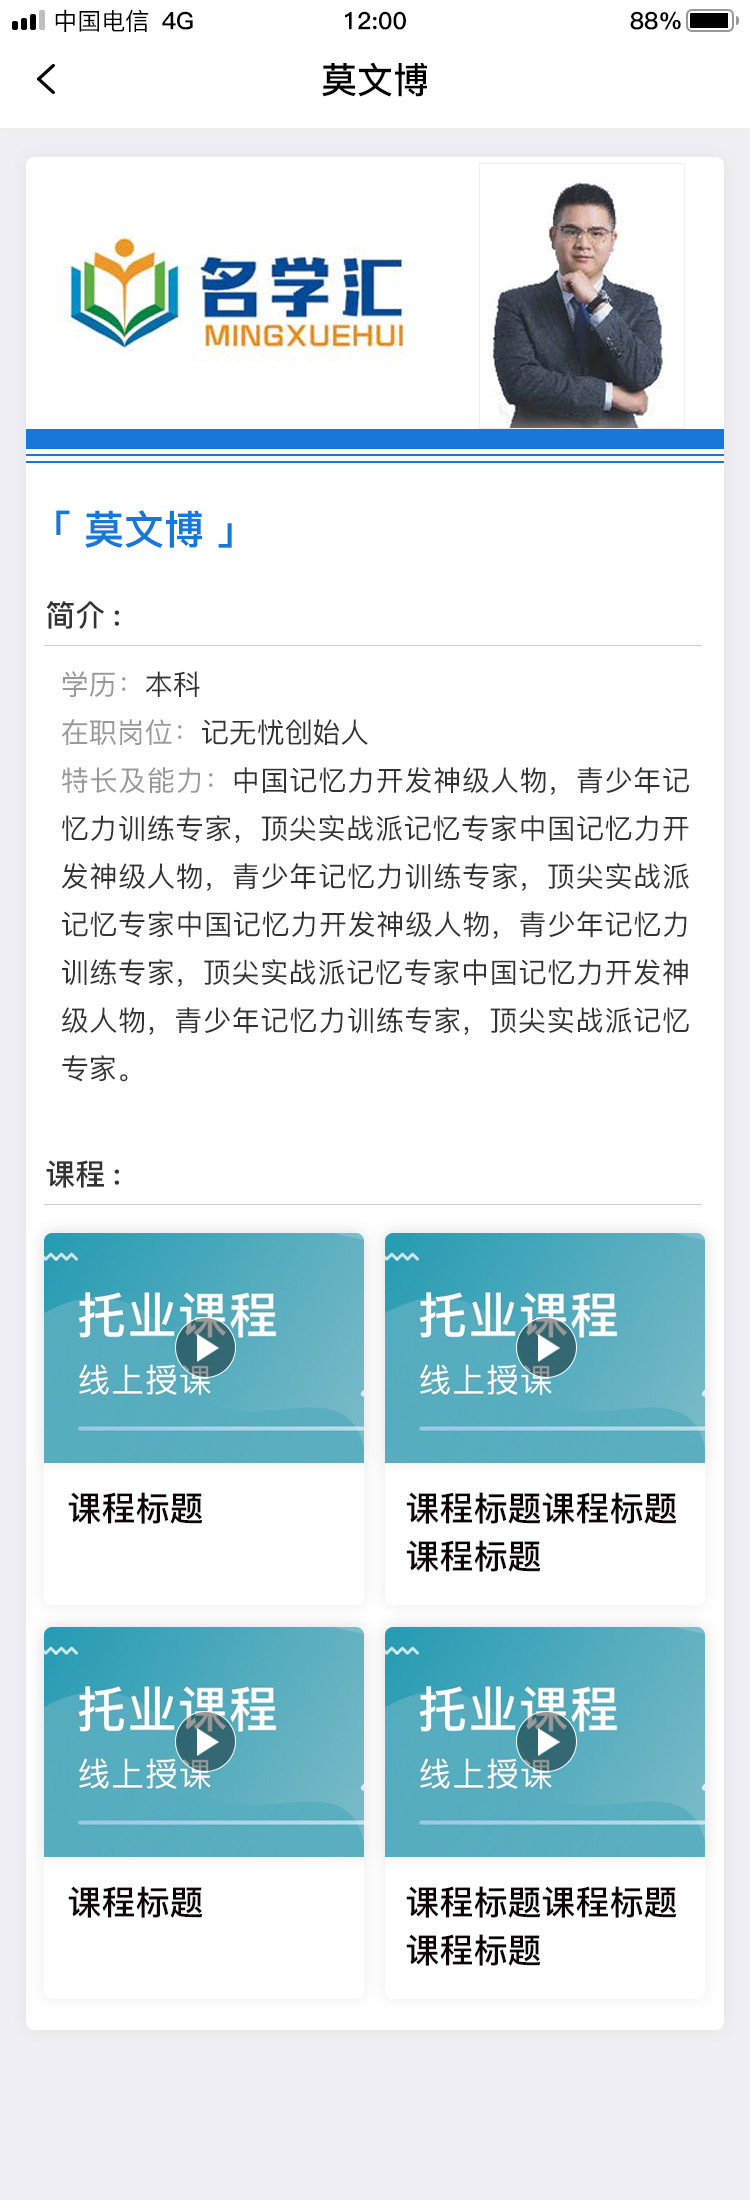 中国电信 4G 12:00 88%
莫文博
名学汇
MINGXUEHUI
「 莫文博 」
简介 :
学历： 本科
在职岗位： 记无忧创始人
特长及能力： 中国记忆力开发神级人物，青少年记
忆力训练专家，顶尖实战派记忆专家中国记忆力开
发神级人物，青少年记忆力训练专家，顶尖实战派
记忆专家中国记忆力开发神级人物，青少年记忆力
训练专家，顶尖实战派记忆专家中国记忆力开发神
级人物，青少年记忆力训练专家，顶尖实战派记忆
专家。
课程 :
托业课程
线上授课
课程标题
托业课程
线上授课
课程标题课程标题
课程标题
托业课程
线上授课
课程标题
托业课程
线上授课
课程标题课程标题
课程标题